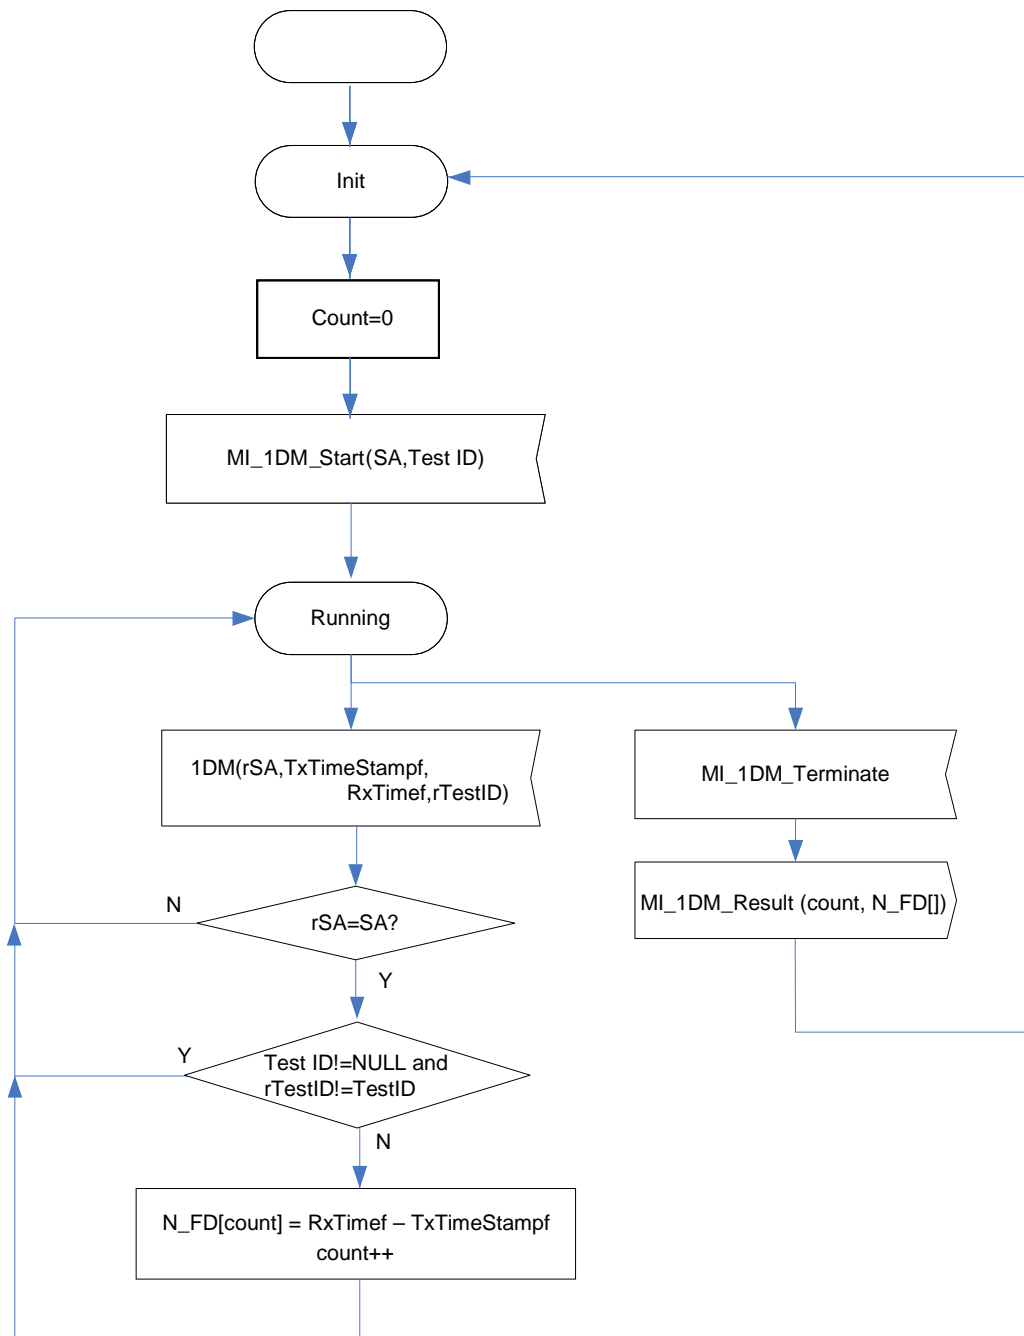 Init
Count=0
MI_1DM_Start(SA,Test ID)
Running
1DM(rSA,TxTimeStampf,
RxTimef,rTestID)
MI_1DM_Terminate
MI_1DM_Result (count, N_FD[])
N
rSA=SA?
Y
Y
Test ID!=NULL and
rTestID!=TestID
N
N_FD[count] = RxTimef – TxTimeStampf
count++